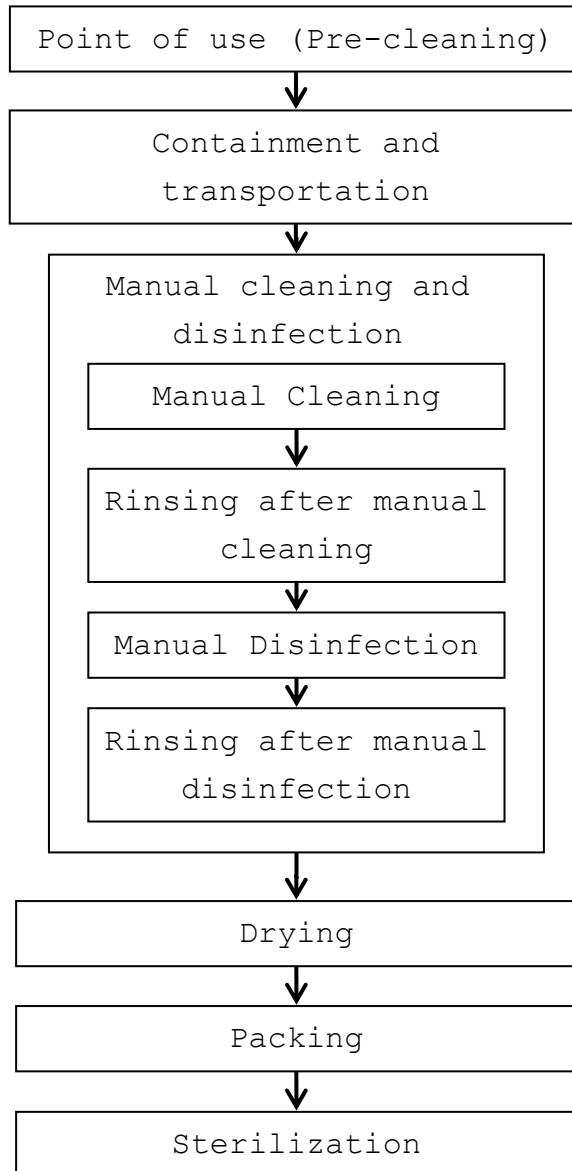 Point of use (Pre-cleaning)
Containment and
transportation
Manual cleaning and
disinfection
Manual Cleaning
Rinsing after manual
cleaning
Manual Disinfection
Rinsing after manual
disinfection
Drying
Packing
Sterilization